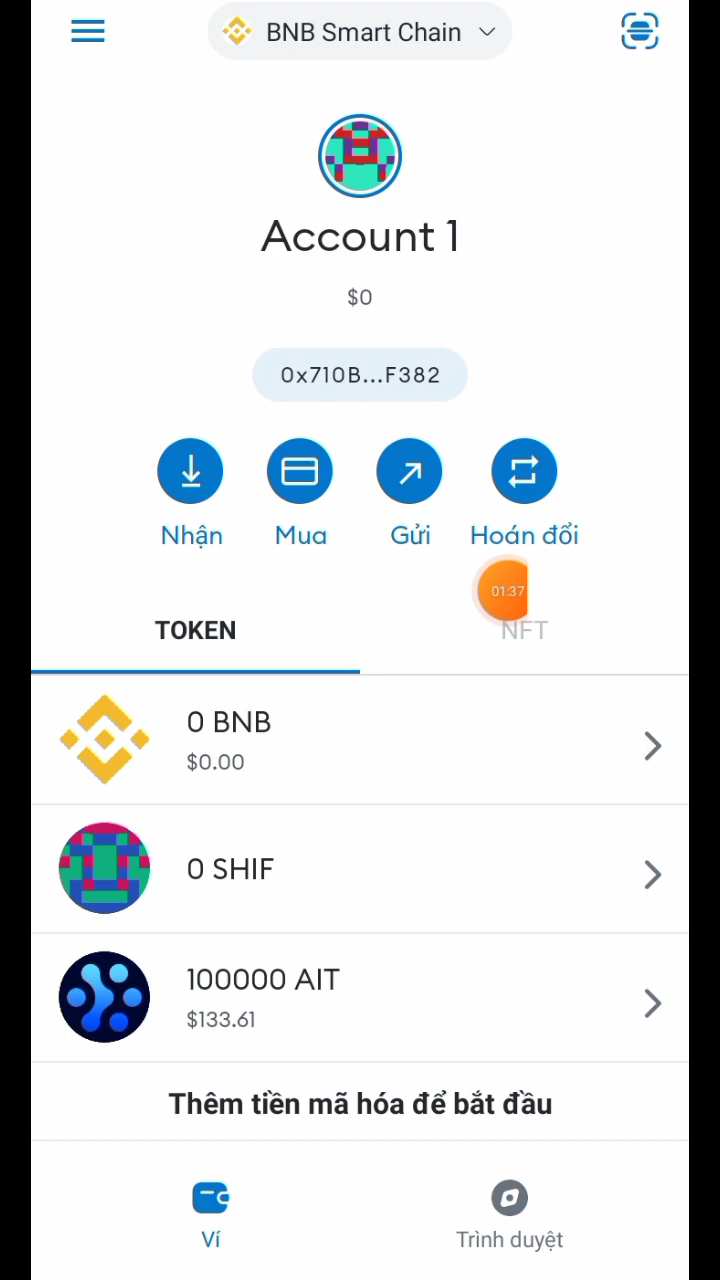 BNB Smart Chain
Account 1
$0
0x710B...F382
Nhận
Mua
Gửi
Hoán đổi
01:37
TOKEN
NFT
0 BNB
$0.00
0 SHIF
100000 AIT
$133.61
Thêm tiền mã hóa để bắt đầu
Ví
Trình duyệt